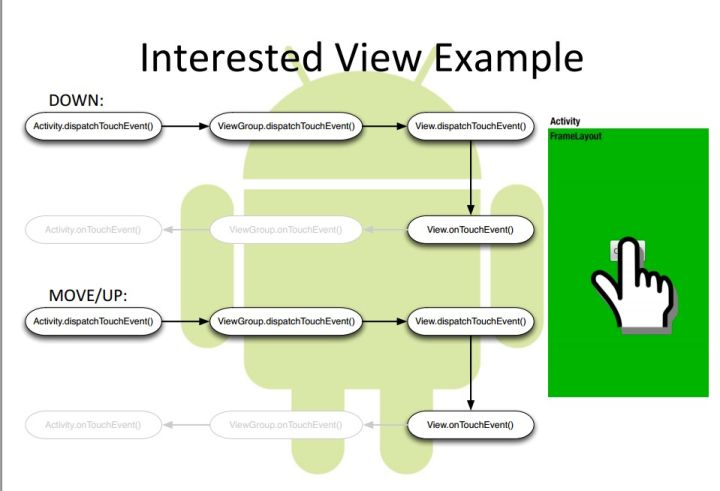 Interested View Example
DOWN:
Activity.dispatchTouchEvent() ViewGroup.dispatchTouchEvent() View.dispatchTouchEvent()
Activity
FrameLayout
Activity.onTouchEvent() ViewGroup.onTouchEvent() View.onTouchEvent()
MOVE/UP:
Activity.dispatchTouchEvent() ViewGroup.dispatchTouchEvent() View.dispatchTouchEvent()
Activity.onTouchEvent() ViewGroup.onTouchEvent() View.onTouchEvent()